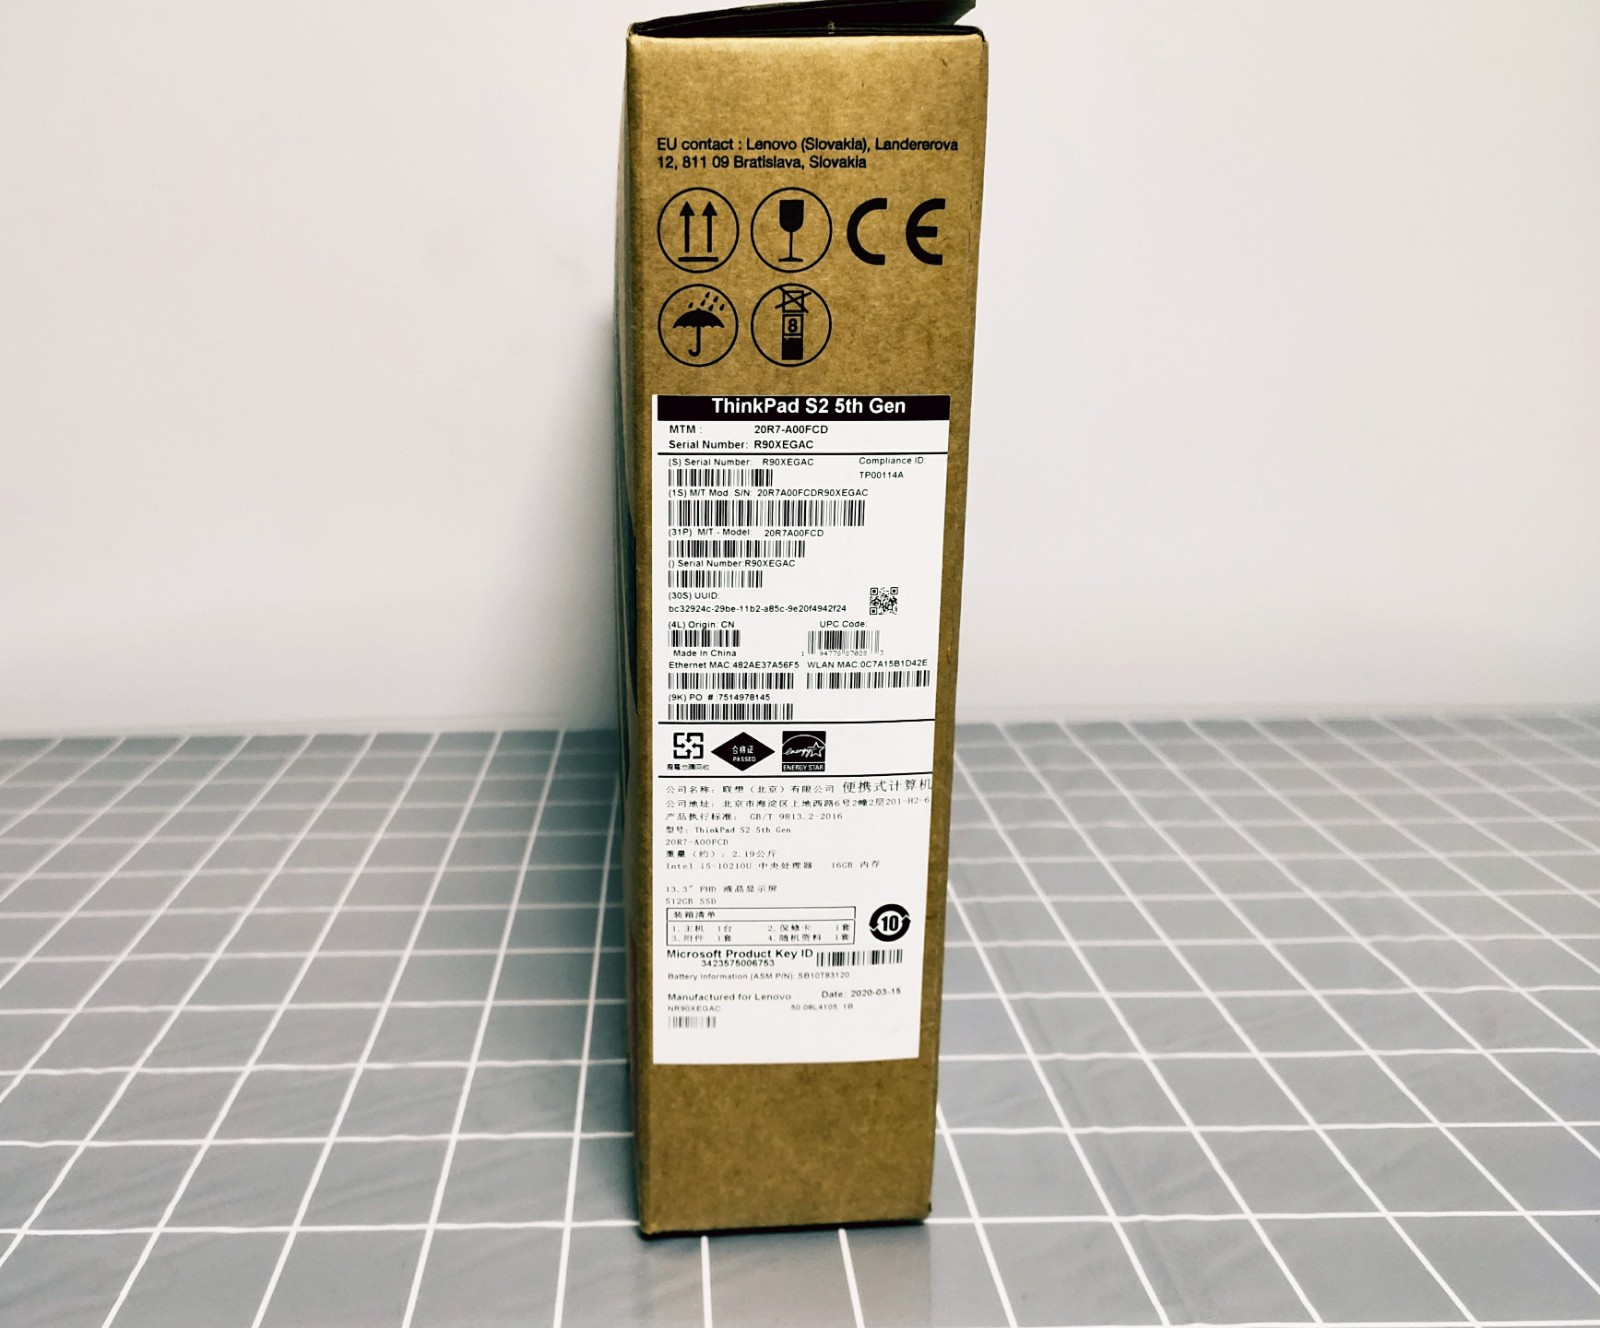 EU contact : Lenovo (Slovakia), Landererova
12, 811 09 Bratislava, Slovakia
CE
8
ThinkPad S2 5th Gen
MTM : 20R7-A00FCD
Serial Number: R90XEGAC
(S) Serial Number: R90XEGAC Compliance ID:
TP00114A
(1S) M/T Mod. S/N: 20R7A00FCDR90XEGAC
(31P) M/T - Model: 20R7A00FCD
() Serial Number:R90XEGAC
(30S) UUID:
bc32924c-29be-11b2-a85c-9e20f4942f24
(4L) Origin: CN UPC Code:
Made In China
Ethernet MAC:482AE37A56F5 WLAN MAC:0C7A15B1D42E
(9K) PO #:7514978145
合格证
PASSED
energy
ENERGY STAR
公司名称: 联想（北京）有限公司 便携式计算机
公司地址: 北京市海淀区上地西路6号2幢2层201-H2-6
产品执行标准: GB/T 9813.2-2016
型号: ThinkPad S2 5th Gen
20R7-A00FCD
重量（约）: 2.19公斤
Intel i5-10210U 中央处理器 16GB 内存
13.3" FHD 液晶显示屏
512GB SSD
装箱清单
1.主机 1台 2.保修卡 1套
3.附件 1套 4.随机资料 1套
10
Microsoft Product Key ID
3423575006753
Battery Information (ASM P/N): SB10T83120
Manufactured for Lenovo Date: 2020-03-15
NR90XEGAC 50.08L4105 1B